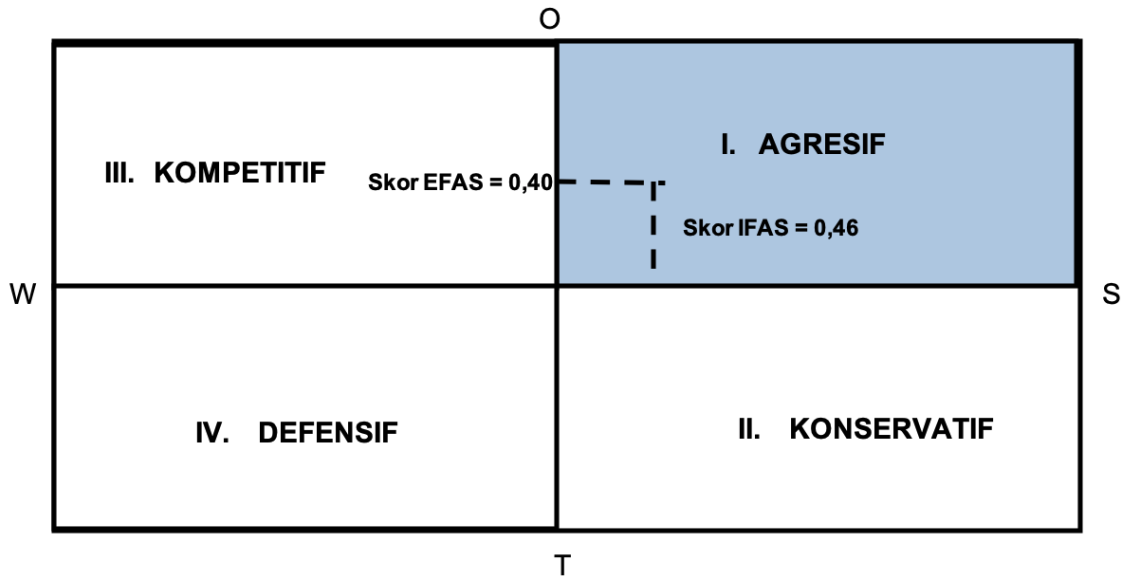 O
I. AGRESIF
III. KOMPETITIF
Skor EFAS = 0,40
Skor IFAS = 0,46
W
S
IV. DEFENSIF
II. KONSERVATIF
T